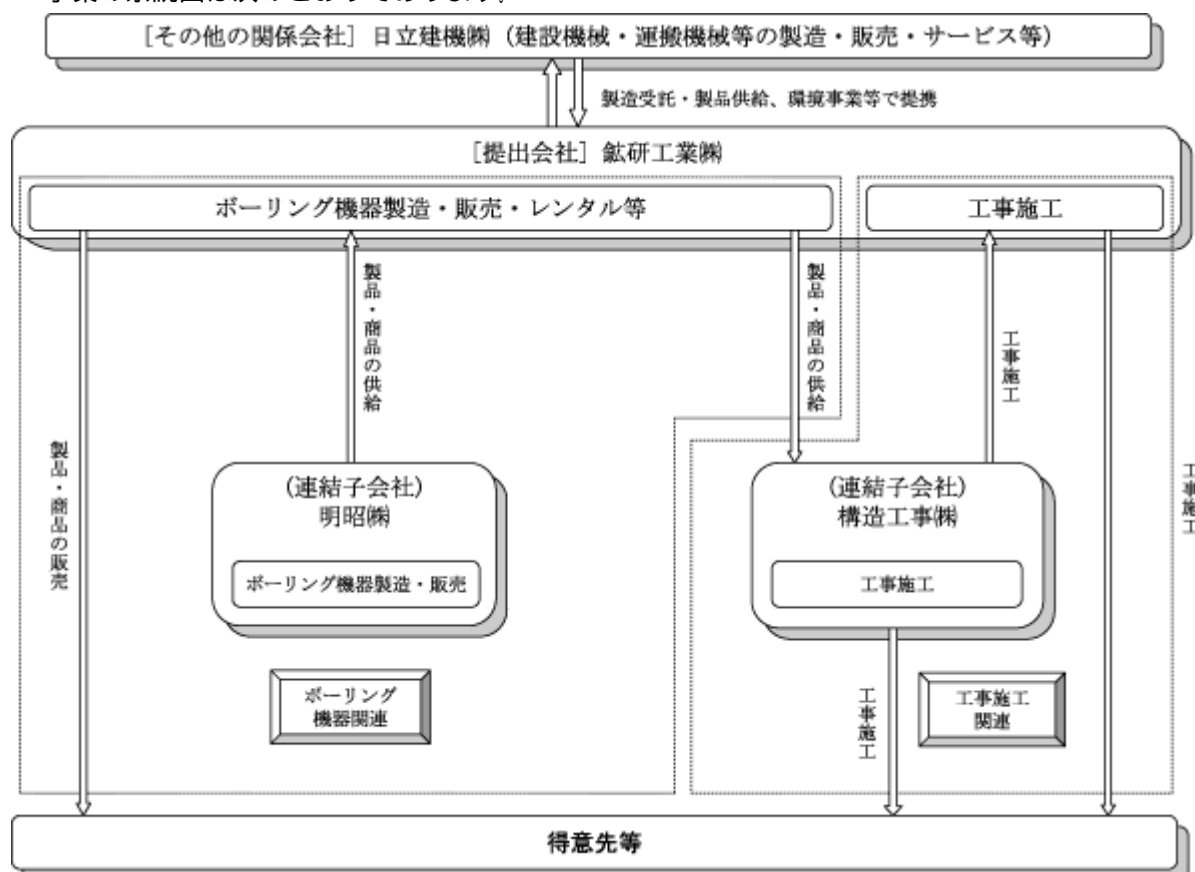 事業の系統図は次のとおりであります。
［その他の関係会社］日立建機㈱（建設機械・運搬機械等の製造・販売・サービス等）
製造受託・製品供給、環境事業等で提携
［提出会社］鉱研工業㈱
ボーリング機器製造・販売・レンタル等
工事施工
製品・商品の供給
製品・商品の供給
工事施工
製品・商品の販売
工事施工
（連結子会社）
明昭㈱
ボーリング機器製造・販売
（連結子会社）
構造工事㈱
工事施工
ボーリング
機器関連
工事施工
工事施工
関連
得意先等